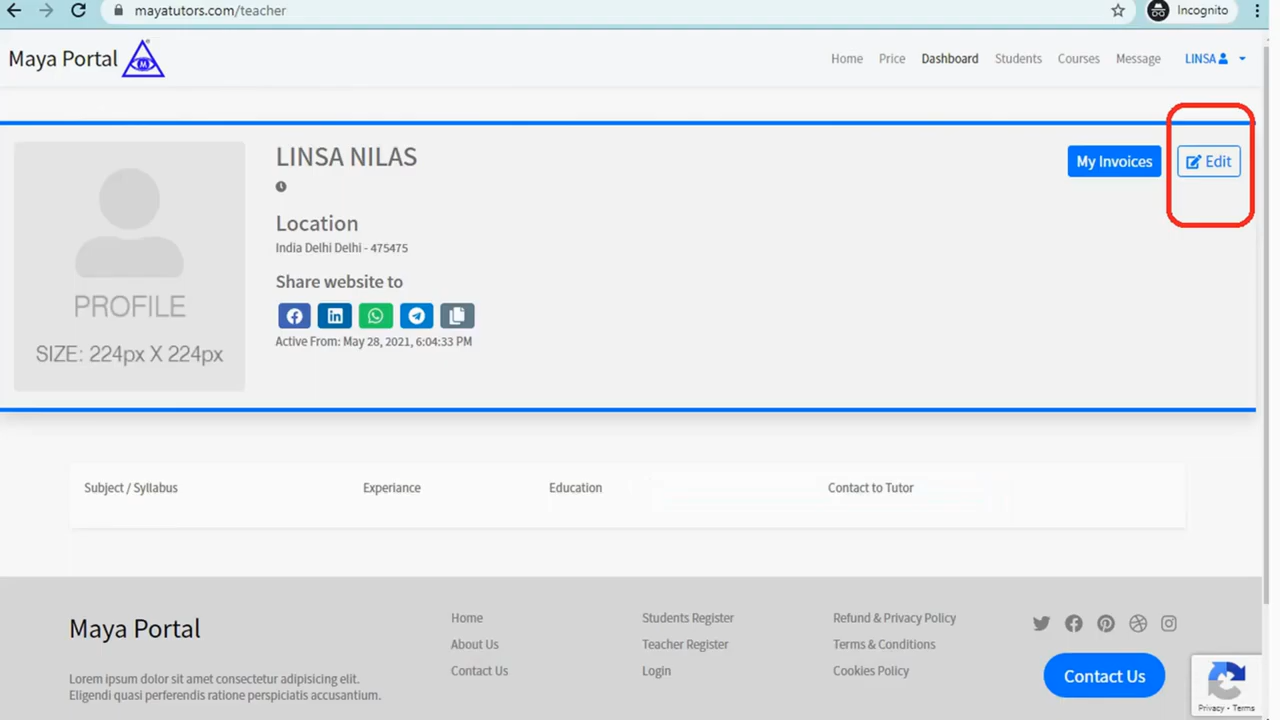 mayatutors.com/teacher
Incognito
Maya Portal
M
Home Price Dashboard Students Courses Message LINSA
PROFILE
SIZE: 224px X 224px
LINSA NILAS
Location
India Delhi Delhi - 475475
Share website to
Active From: May 28, 2021, 6:04:33 PM
My Invoices
Edit
Subject / Syllabus Experiance Education Contact to Tutor
Maya Portal
Lorem ipsum dolor sit amet consectetur adipisicing elit.
Eligendi quasi perferendis ratione perspiciatis accusantium.
Home
About Us
Contact Us
Students Register
Teacher Register
Login
Refund & Privacy Policy
Terms & Conditions
Cookies Policy
Contact Us
Privacy - Terms